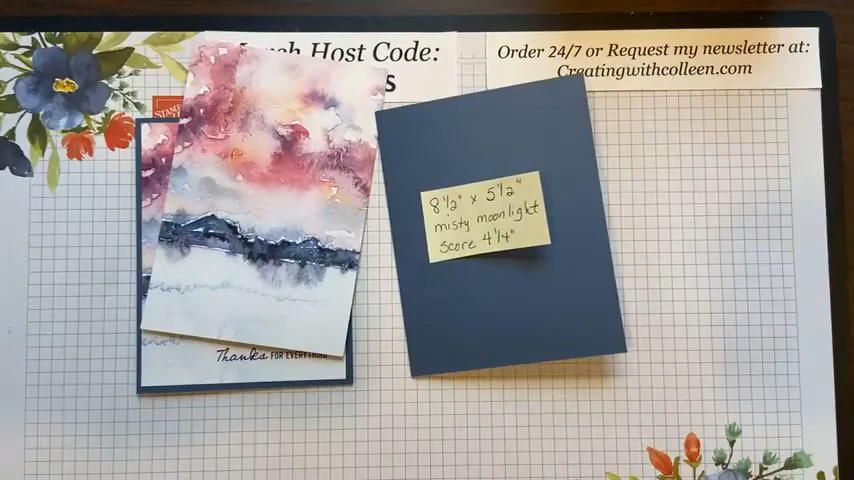 Host Code:
s
Order 24/7 or Request my newsletter at:
Creatingwithcolleen.com
STAMP
8 1/2" x 5 1/2"
misty moonlight
Score 4 1/4"
Thanks FOR EVERYTHING